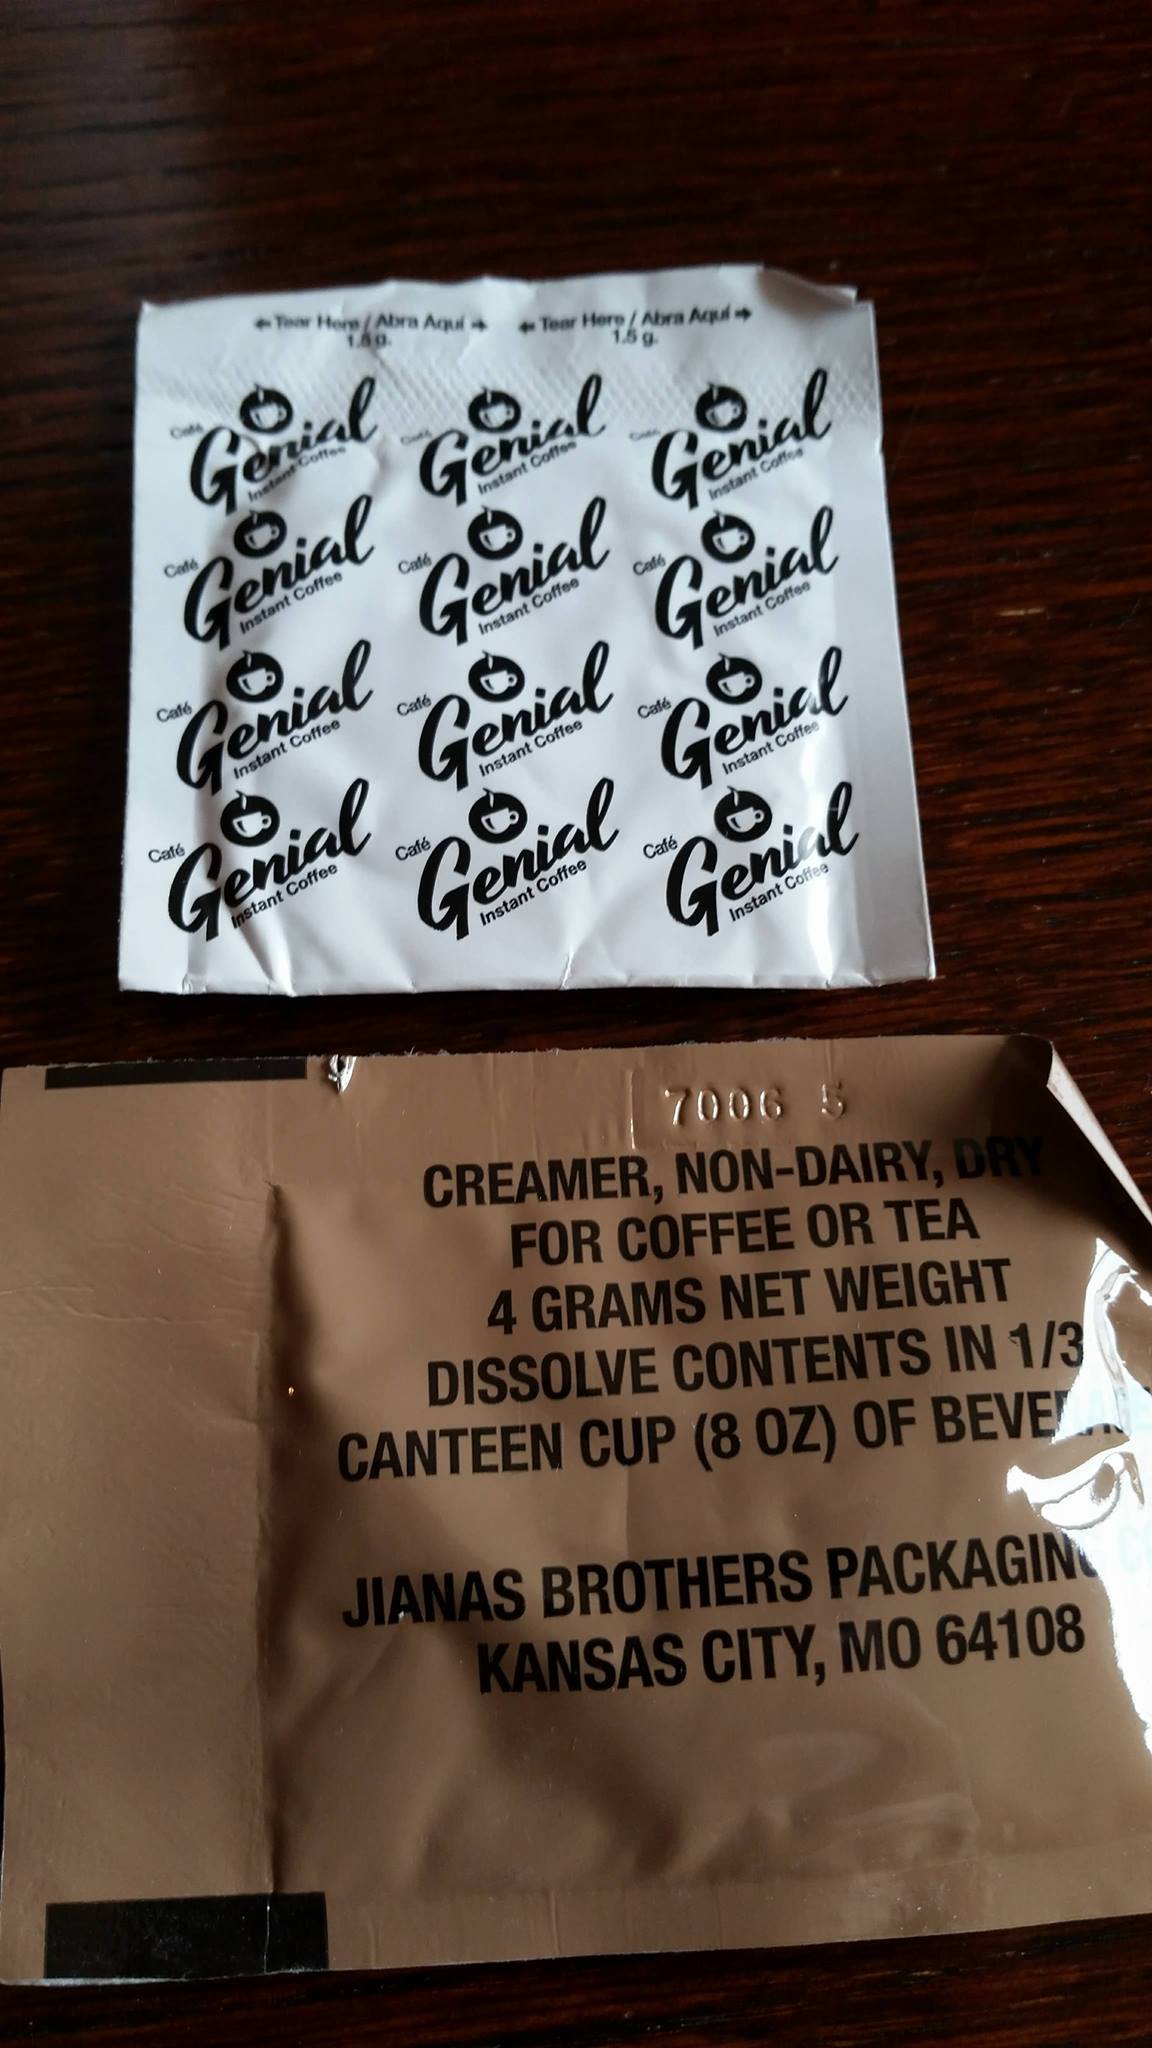 ←Tear Here / Abra Aquí→ ←Tear Here / Abra Aquí→
1.5 g. 1.5 g.
Café Genial Instant Coffee Café Genial Instant Coffee Café Genial Instant Coffee
Café Genial Instant Coffee Café Genial Instant Coffee Café Genial Instant Coffee
Café Genial Instant Coffee Café Genial Instant Coffee Café Genial Instant Coffee
Café Genial Instant Coffee Café Genial Instant Coffee Café Genial Instant Coffee
7006 5
CREAMER, NON-DAIRY, DRY
FOR COFFEE OR TEA
4 GRAMS NET WEIGHT
DISSOLVE CONTENTS IN 1/3
CANTEEN CUP (8 OZ) OF
JIANAS BROTHERS PACKAGING
KANSAS CITY, MO 64108